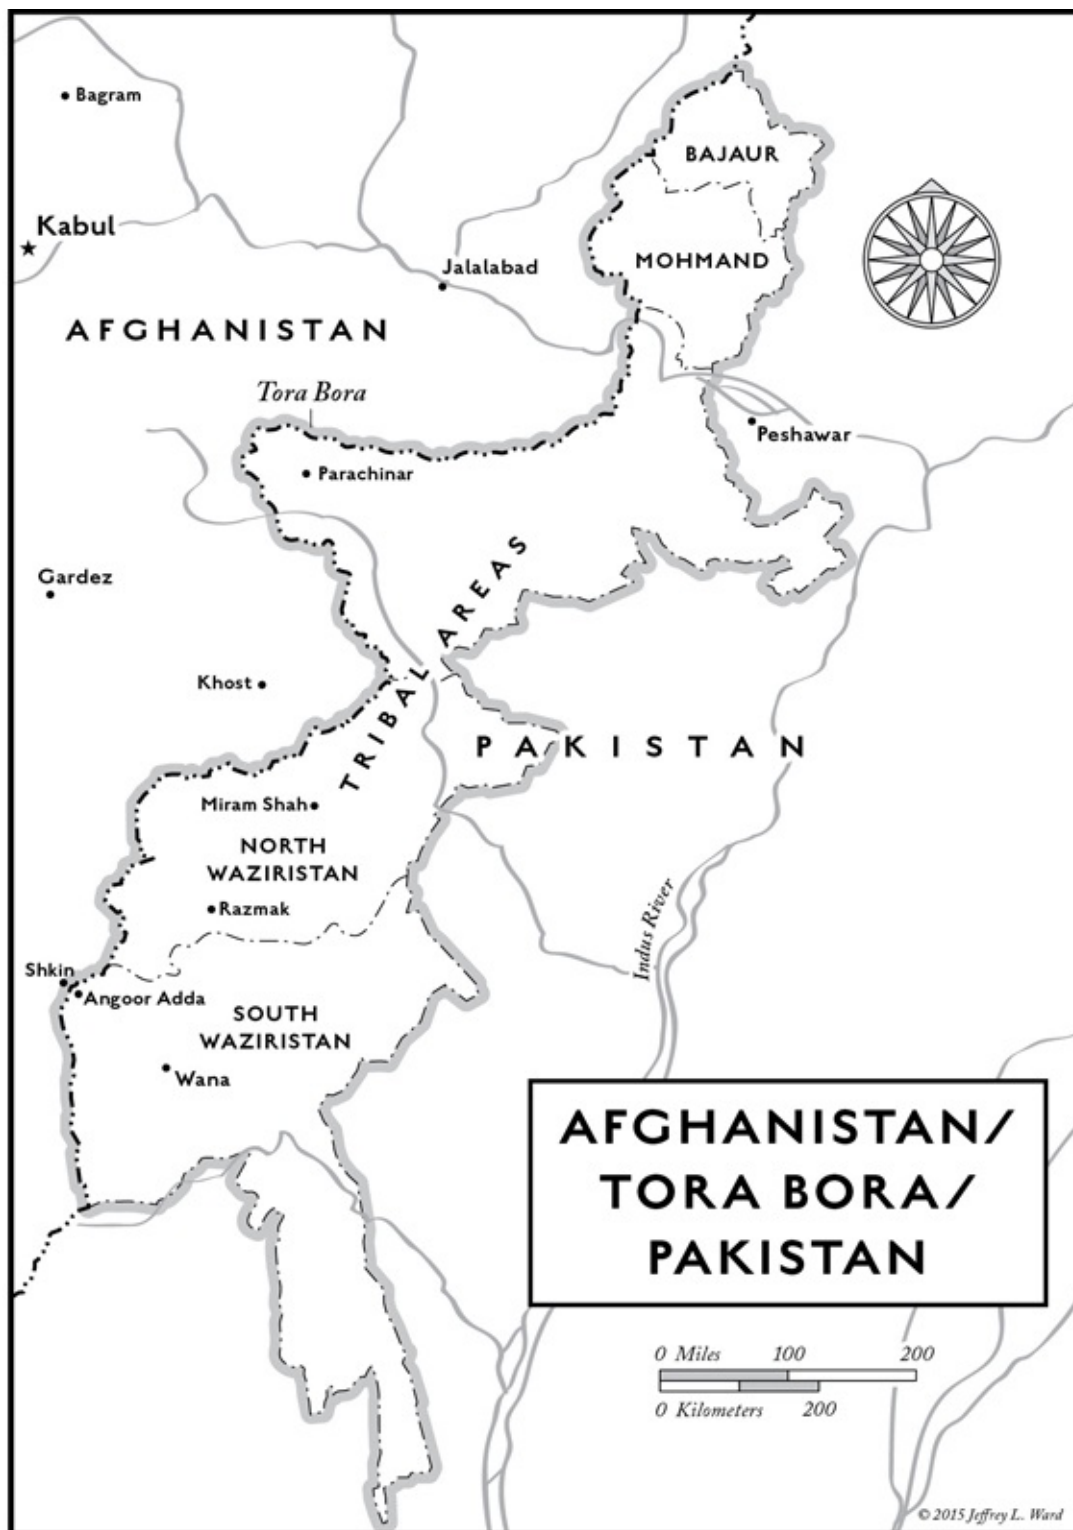 Bagram
BAJAUR
Kabul
MOHMAND
Jalalabad
AFGHANISTAN
Tora Bora
Peshawar
Parachinar
TRIBAL AREAS
Gardez
Khost
PAKISTAN
Miram Shah
NORTH
WAZIRISTAN
Indus River
Razmak
Shkin
Angoor Adda
SOUTH
WAZIRISTAN
Wana
AFGHANISTAN/
TORA BORA/
PAKISTAN
0 Miles 100 200
0 Kilometers 200
© 2015 Jeffrey L. Ward